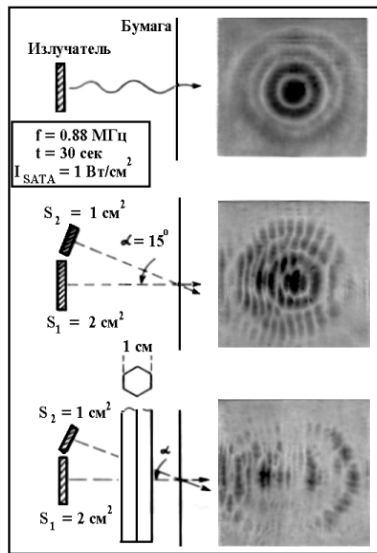 Бумага
Излучатель
f = 0.88 МГц
t = 30 сек
I SATA = 1 Вт/см²
S₂ = 1 см²
α = 15°
S₁ = 2 см²
1 см
S₂ = 1 см²
α
S₁ = 2 см²